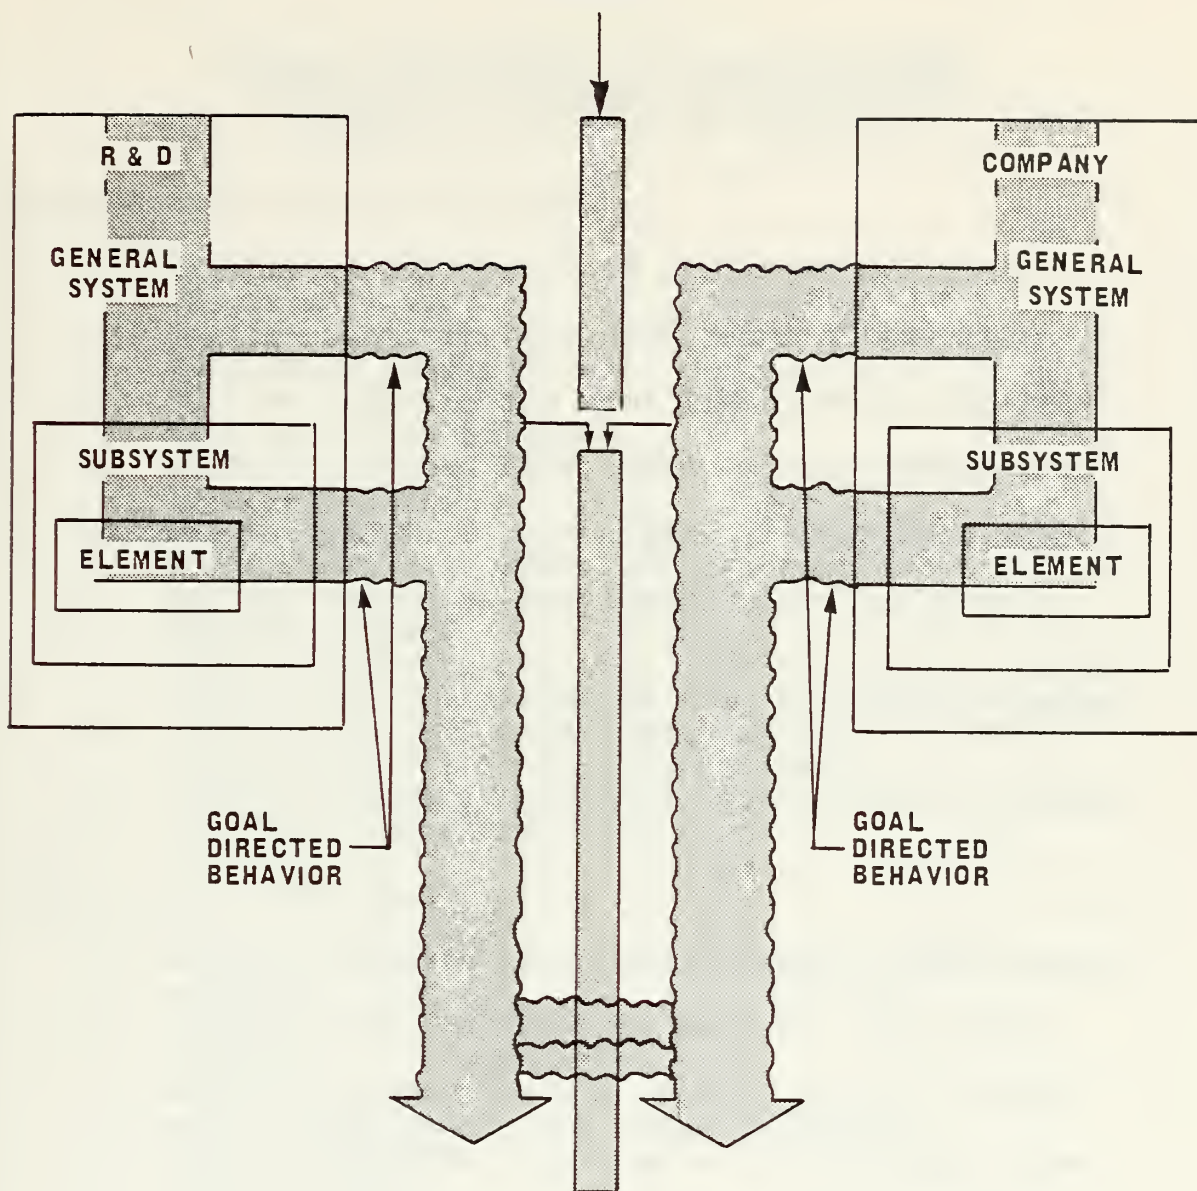 R & D
GENERAL
SYSTEM
SUBSYSTEM
ELEMENT
GOAL
DIRECTED
BEHAVIOR
COMPANY
GENERAL
SYSTEM
SUBSYSTEM
ELEMENT
GOAL
DIRECTED
BEHAVIOR